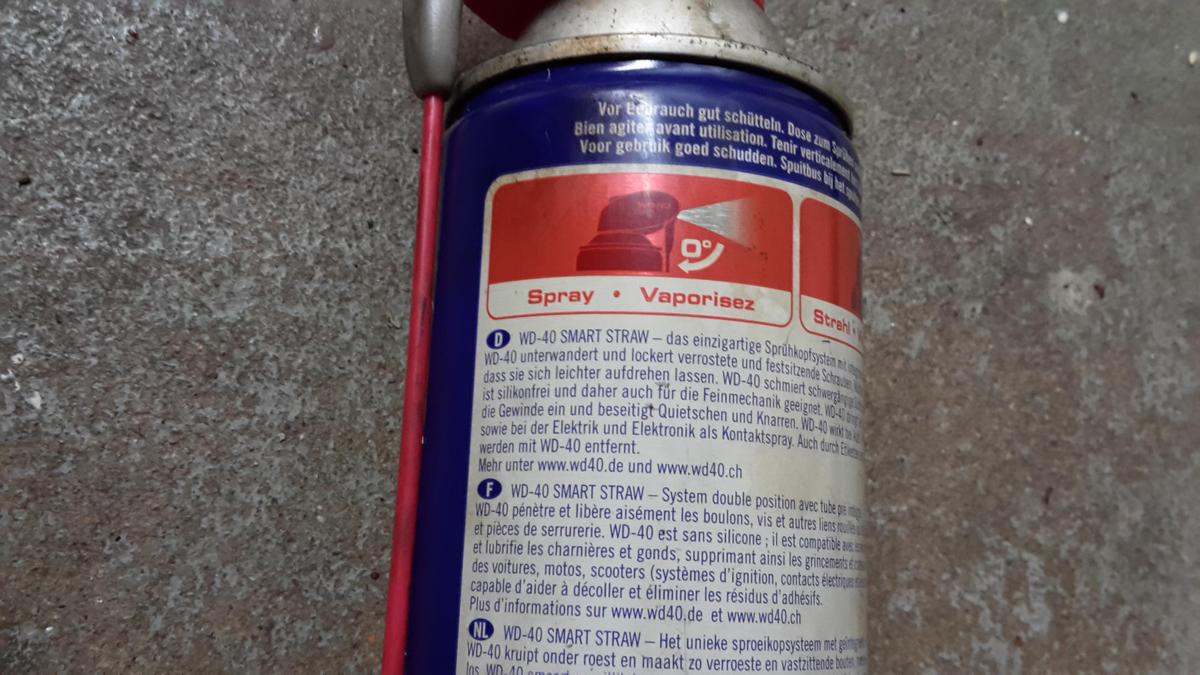 Vor Gebrauch gut schütteln. Dose zum Sprühen
Bien agitez avant utilisation. Tenir verticalement
Voor gebruik goed schudden. Spuitbus bij het
0°
Spray • Vaporisez
Strahl •
D WD-40 SMART STRAW – das einzigartige Sprühkopfsystem mit
WD-40 unterwandert und lockert verrostete und festsitzende Schrauben
dass sie sich leichter aufdrehen lassen. WD-40 schmiert schwergängige
ist silikonfrei und daher auch für die Feinmechanik geeignet. WD-40 dringt
die Gewinde ein und beseitigt Quietschen und Knarren. WD-40 wirkt bei
sowie bei der Elektrik und Elektronik als Kontaktspray. Auch durch
werden mit WD-40 entfernt.
Mehr unter www.wd40.de und www.wd40.ch
F WD-40 SMART STRAW – System double position avec tube
WD-40 pénètre et libère aisément les boulons, vis et autres liens rouillés
et pièces de serrurerie. WD-40 est sans silicone ; il est compatible avec
et lubrifie les charnières et gonds, supprimant ainsi les grincements et
des voitures, motos, scooters (systèmes d'ignition, contacts électriques
capable d'aider à décoller et éliminer les résidus d'adhésifs.
Plus d'informations sur www.wd40.de et www.wd40.ch
NL WD-40 SMART STRAW – Het unieke sproeikopsysteem met
WD-40 kruipt onder roest en maakt zo verroeste en vastzittende bouten,
los. WD-40